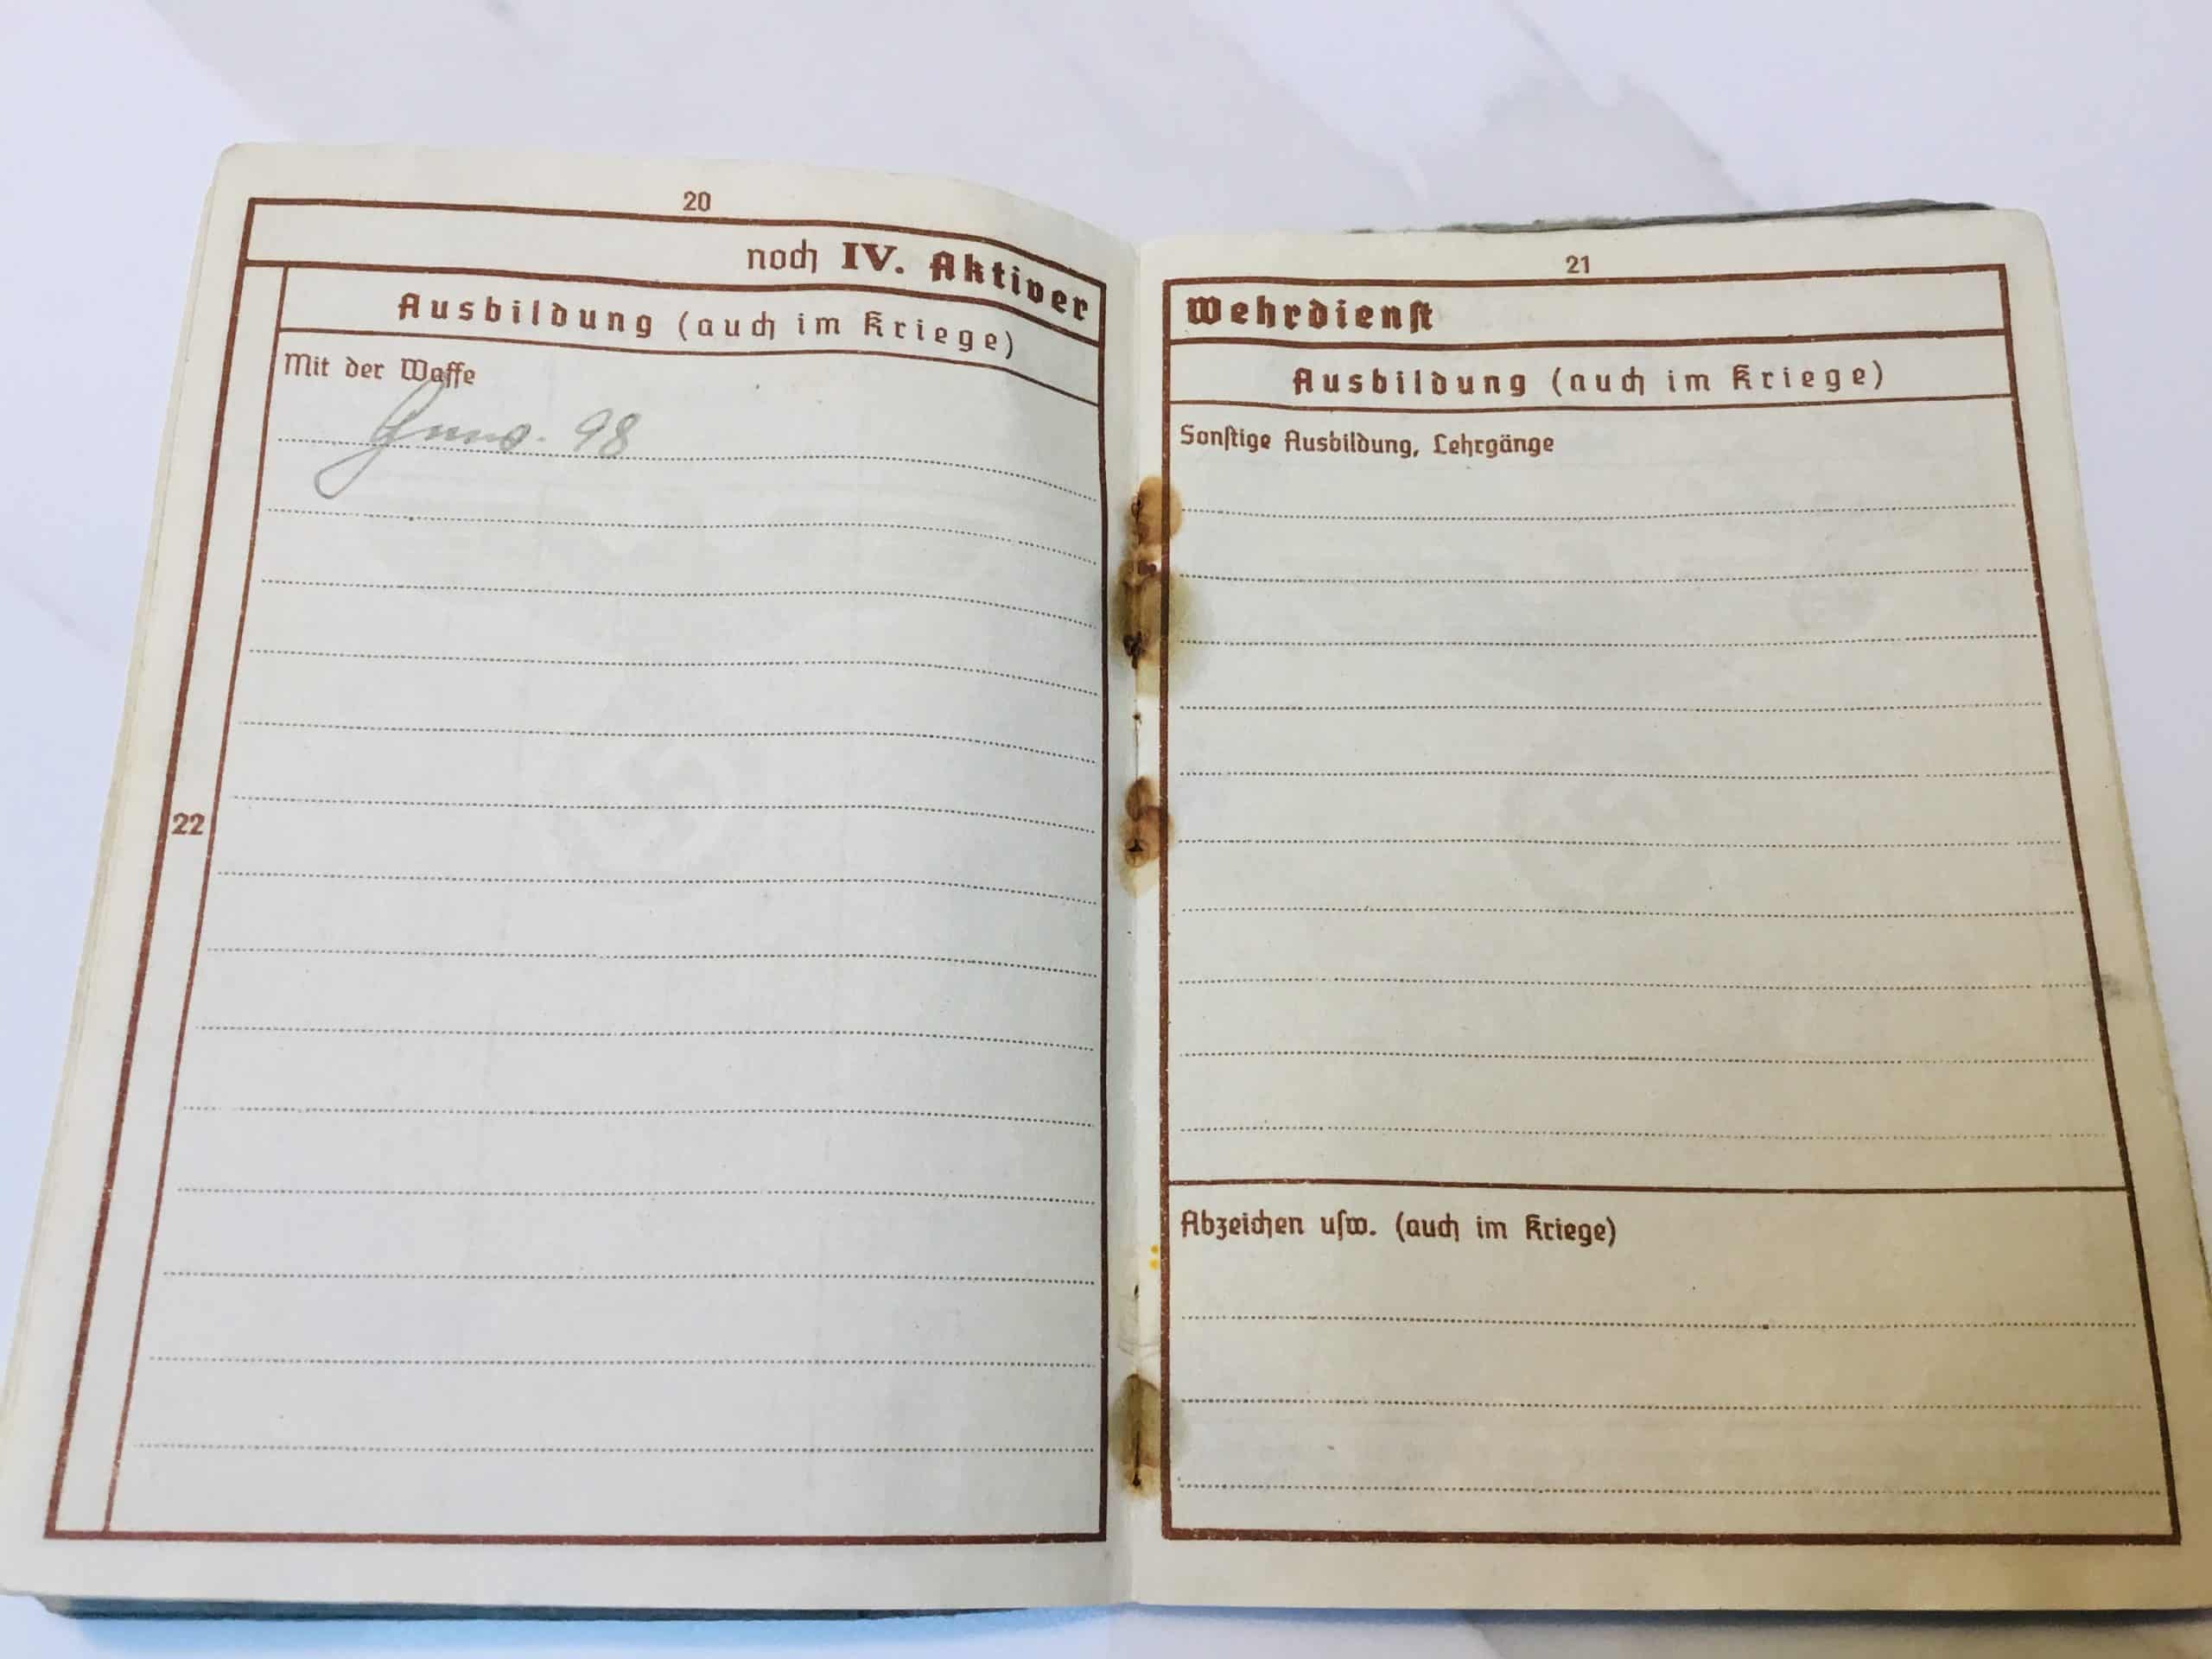 20
noch IV. Aktiver
Ausbildung (auch im Kriege)
Mit der Waffe
98
22
21
Wehrdienst
Ausbildung (auch im Kriege)
Sonstige Ausbildung, Lehrgänge
Abzeichen usw. (auch im Kriege)